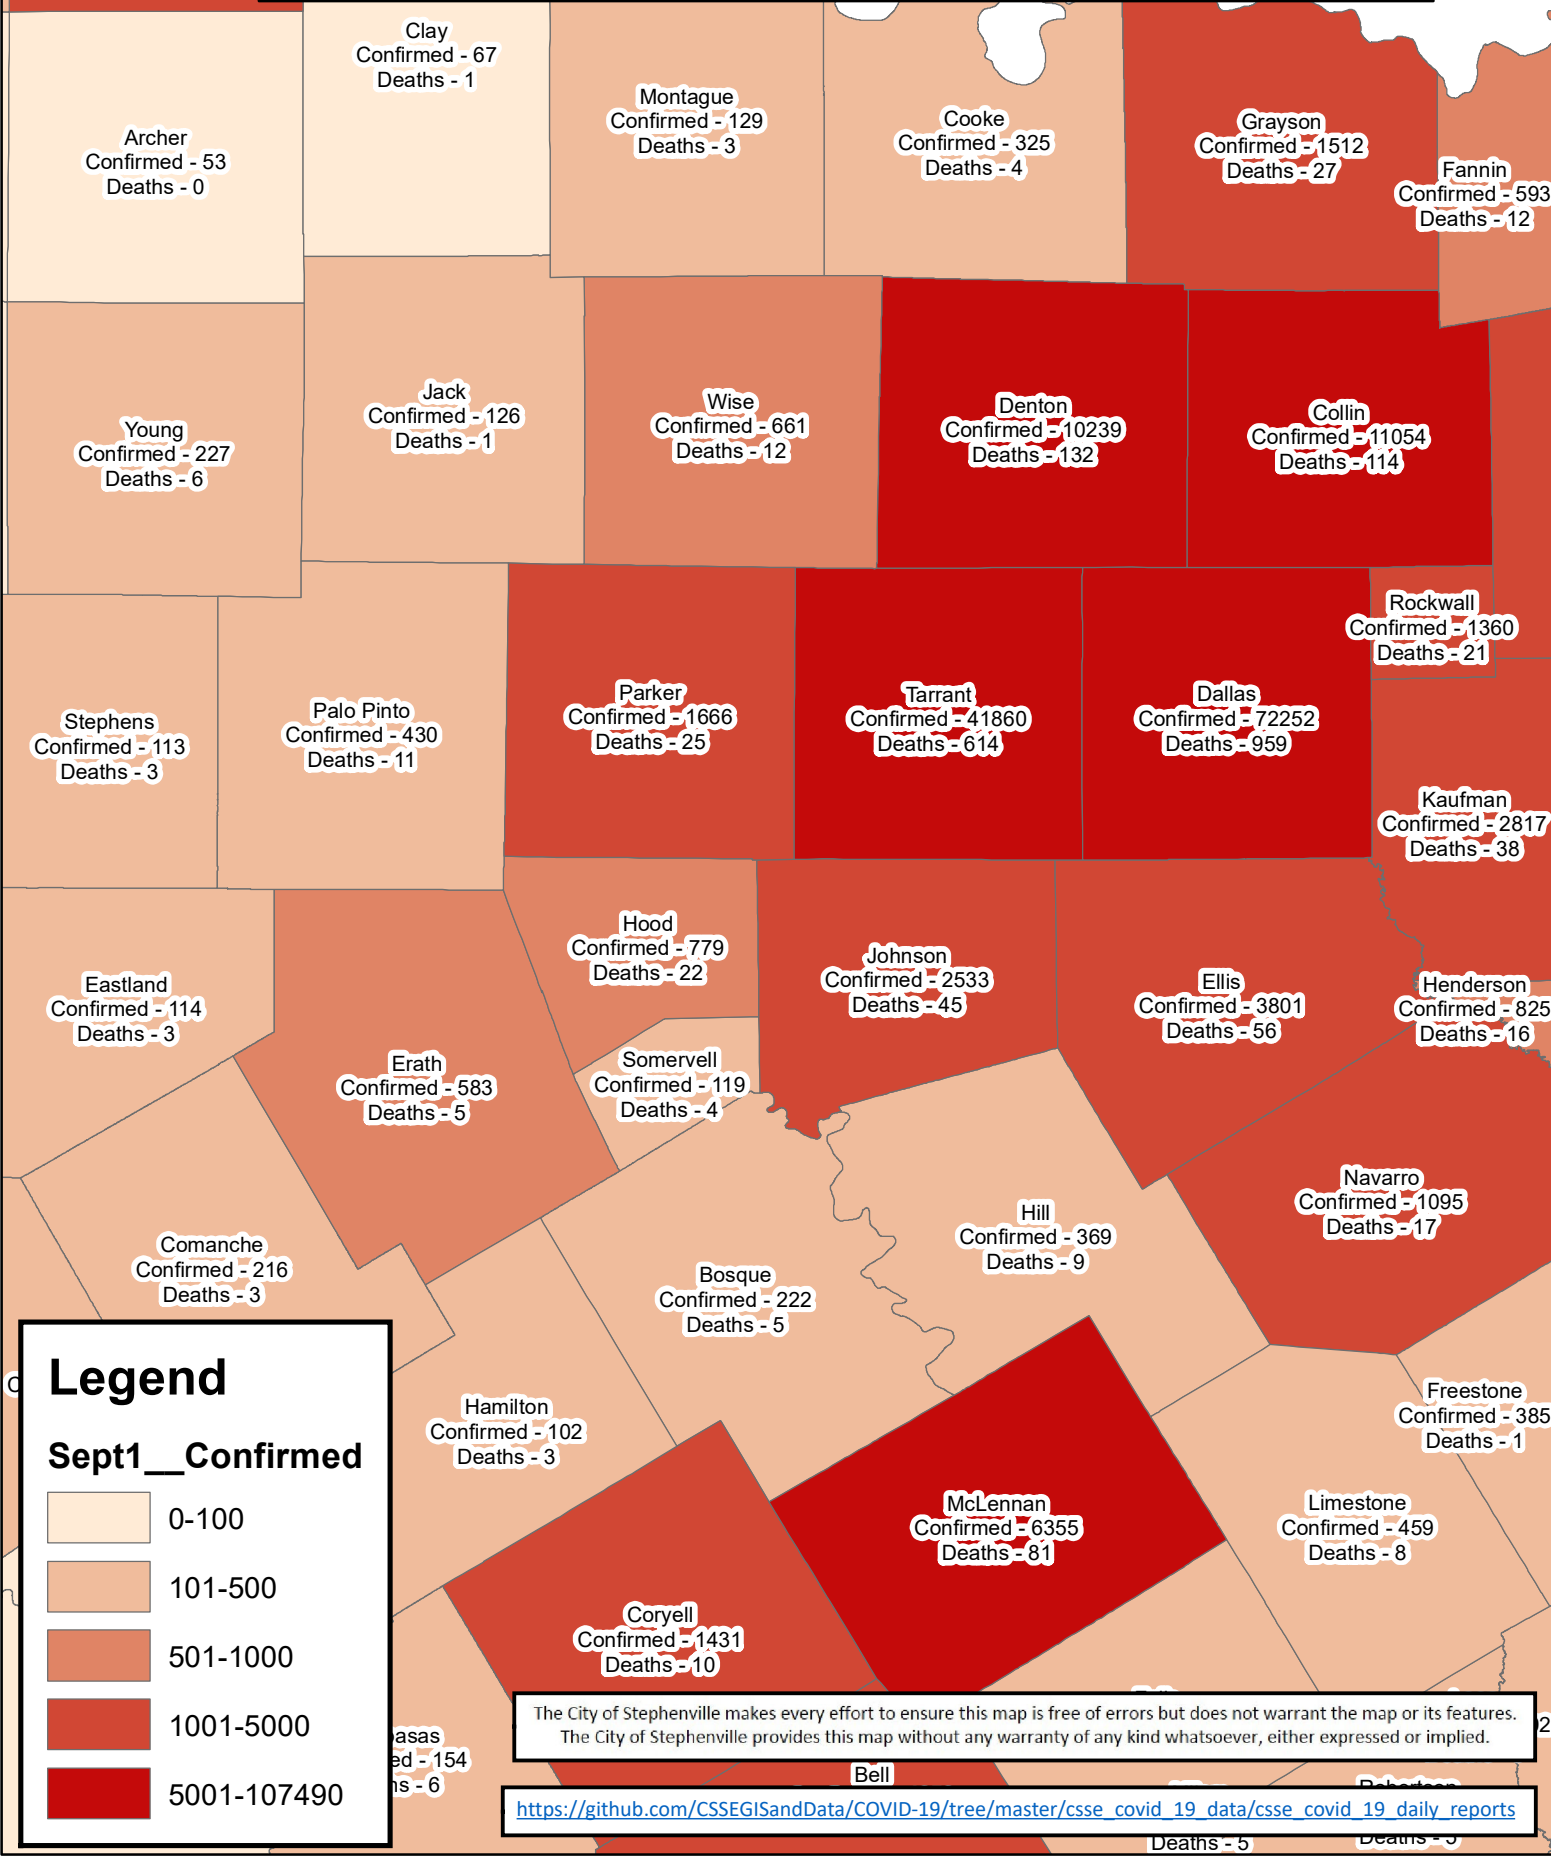 Clay
Confirmed - 67
Deaths - 1
Montague
Confirmed - 129
Deaths - 3
Cooke
Confirmed - 325
Deaths - 4
Grayson
Confirmed - 1512
Deaths - 27
Archer
Confirmed - 53
Deaths - 0
Fannin
Confirmed - 593
Deaths - 12
Jack
Confirmed - 126
Deaths - 1
Wise
Confirmed - 661
Deaths - 12
Denton
Confirmed - 10239
Deaths - 132
Collin
Confirmed - 11054
Deaths - 114
Young
Confirmed - 227
Deaths - 6
Rockwall
Confirmed - 1360
Deaths - 21
Stephens
Confirmed - 113
Deaths - 3
Palo Pinto
Confirmed - 430
Deaths - 11
Parker
Confirmed - 1666
Deaths - 25
Tarrant
Confirmed - 41860
Deaths - 614
Dallas
Confirmed - 72252
Deaths - 959
Kaufman
Confirmed - 2817
Deaths - 38
Hood
Confirmed - 779
Deaths - 22
Johnson
Confirmed - 2533
Deaths - 45
Ellis
Confirmed - 3801
Deaths - 56
Henderson
Confirmed - 825
Deaths - 16
Eastland
Confirmed - 114
Deaths - 3
Erath
Confirmed - 583
Deaths - 5
Somervell
Confirmed - 119
Deaths - 4
Navarro
Confirmed - 1095
Deaths - 17
Comanche
Confirmed - 216
Deaths - 3
Bosque
Confirmed - 222
Deaths - 5
Hill
Confirmed - 369
Deaths - 9
Hamilton
Confirmed - 102
Deaths - 3
Freestone
Confirmed - 385
Deaths - 1
McLennan
Confirmed - 6355
Deaths - 81
Limestone
Confirmed - 459
Deaths - 8
Coryell
Confirmed - 1431
Deaths - 10
Legend
Sept1__Confirmed
0-100
101-500
501-1000
1001-5000
5001-107490
asas
ed - 154
hs - 6
The City of Stephenville makes every effort to ensure this map is free of errors but does not warrant the map or its features.
The City of Stephenville provides this map without any warranty of any kind whatsoever, either expressed or implied.
Bell
https://github.com/CSSEGISandData/COVID-19/tree/master/csse_covid_19_data/csse_covid_19_daily_reports
Deaths - 5